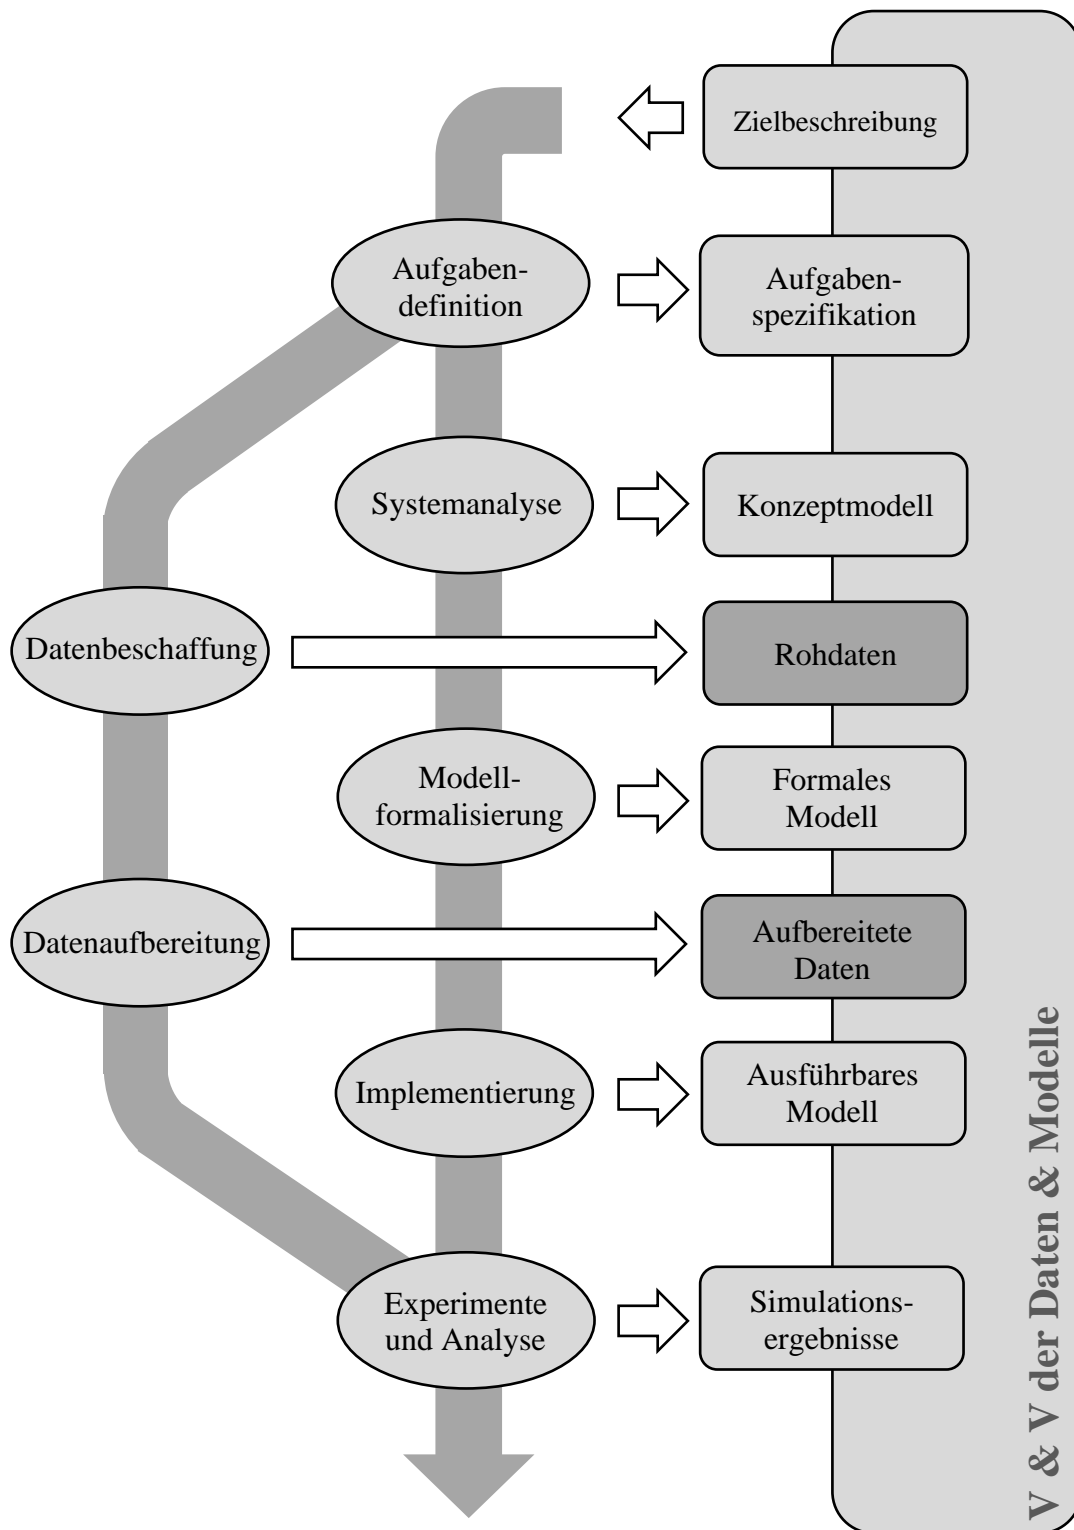 Zielbeschreibung
Aufgaben-
definition
Aufgaben-
spezifikation
Systemanalyse
Konzeptmodell
Datenbeschaffung
Rohdaten
Modell-
formalisierung
Formales
Modell
Datenaufbereitung
Aufbereitete
Daten
Implementierung
Ausführbares
Modell
Experimente
und Analyse
Simulations-
ergebnisse
V & V der Daten & Modelle